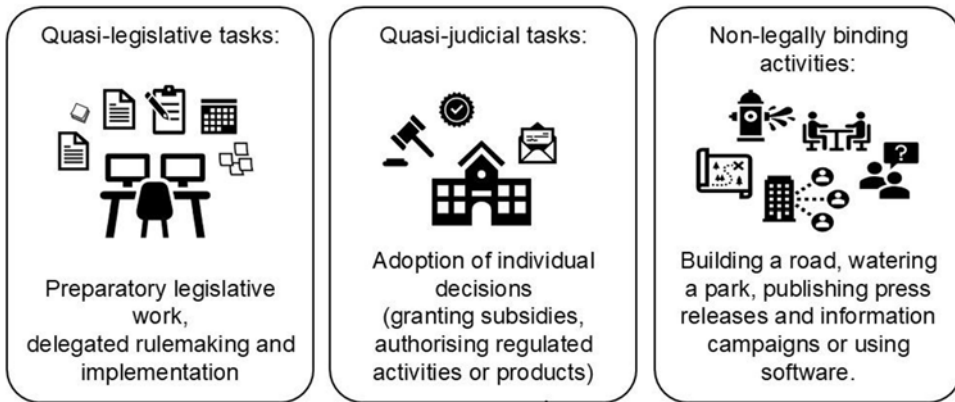 Quasi-legislative tasks:
Preparatory legislative
work,
delegated rulemaking and
implementation
Quasi-judicial tasks:
Adoption of individual
decisions
(granting subsidies,
authorising regulated
activities or products)
Non-legally binding
activities:
?
Building a road, watering
a park, publishing press
releases and information
campaigns or using
software.